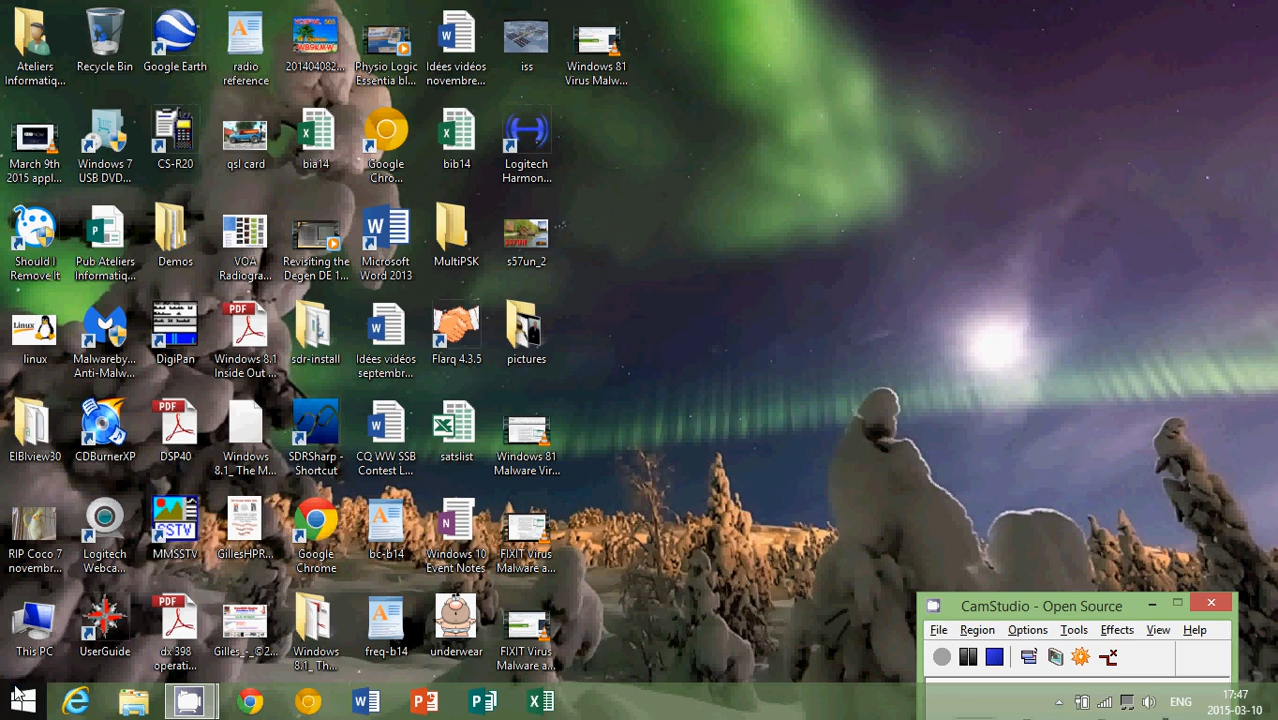 Ateliers
Informatiq...
Recycle Bin
Google Earth
radio
reference
201404082...
Physio Logic
Essentia bl...
Idées vidéos
novembre...
iss
Windows 81
Virus Malw...
March 9th
2015 appl...
Windows 7
USB DVD...
CS-R20
qsl card
bia14
Google
Chro...
bib14
Logitech
Harmon...
Should I
Remove It
Pub Ateliers
Informatiq...
Demos
VOA
Radiogra...
Revisiting the
Degen DE 1...
Microsoft
Word 2013
MultiPSK
s57un_2
linux
Malwareby...
Anti-Malw...
DigiPan
PDF
Windows 8.1
Inside Out ...
sdr-install
Idées vidéos
septembr...
Flarq 4.3.5
pictures
EIBIview30
CDBurnerXP
PDF
DSP40
Windows
8.1_ The M...
SDRSharp -
Shortcut
CQ WW SSB
Contest L...
satslist
Windows 81
Malware Vir...
RIP Coco 7
novembr...
Logitech
Webca...
SSTV
MMSSTV
GillesHPR...
Google
Chrome
bc-b14
Windows 10
Event Notes
FIXIT Virus
Malware a...
This PC
UserGuide
PDF
dx 398
operati...
Gilles_-_©2...
Windows
8.1_ Th...
freq-b14
underwear
FIXIT Virus
Malware a...
CamStudio - Open Source
File Region Options Tools Effects View Help
ENG
17:47
2015-03-10